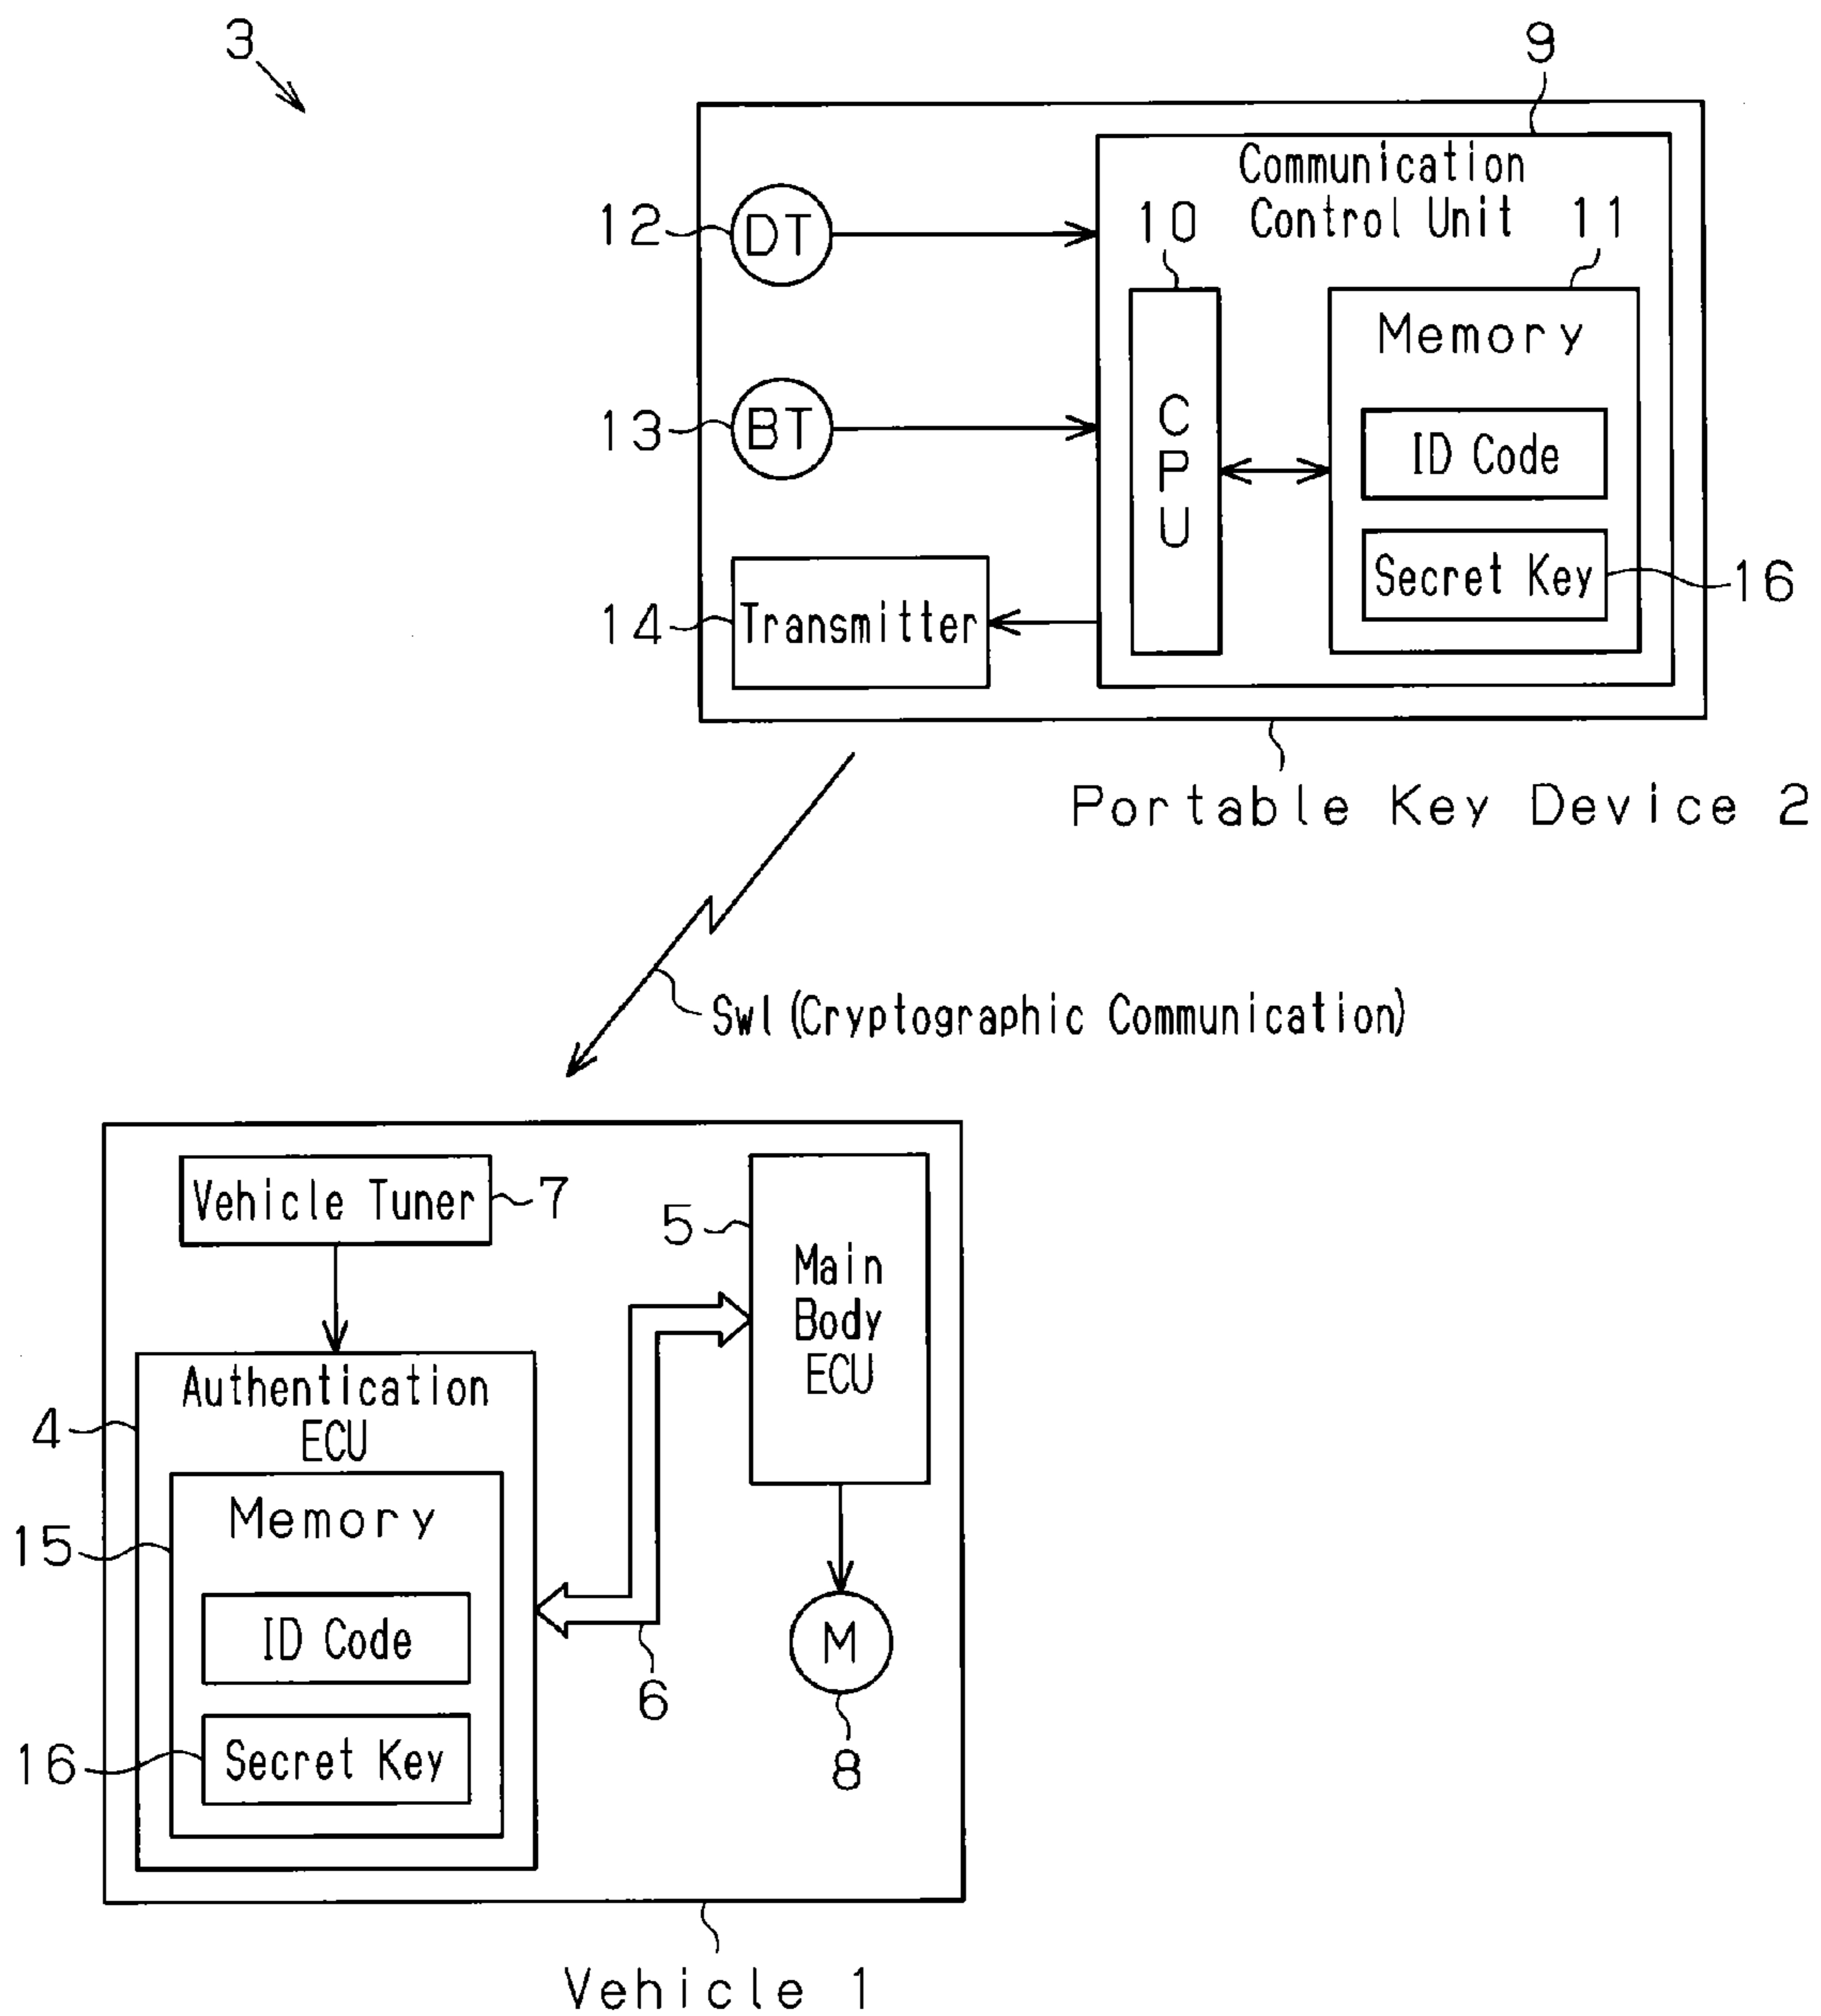 3
9
Communication
Control Unit
10
11
12
DT
Memory
13
BT
CPU
ID Code
Secret Key
16
14
Transmitter
Portable Key Device 2
Swl (Cryptographic Communication)
Vehicle Tuner
7
5
Main
Body
ECU
Authentication
ECU
4
Memory
15
ID Code
M
6
Secret Key
16
8
Vehicle 1